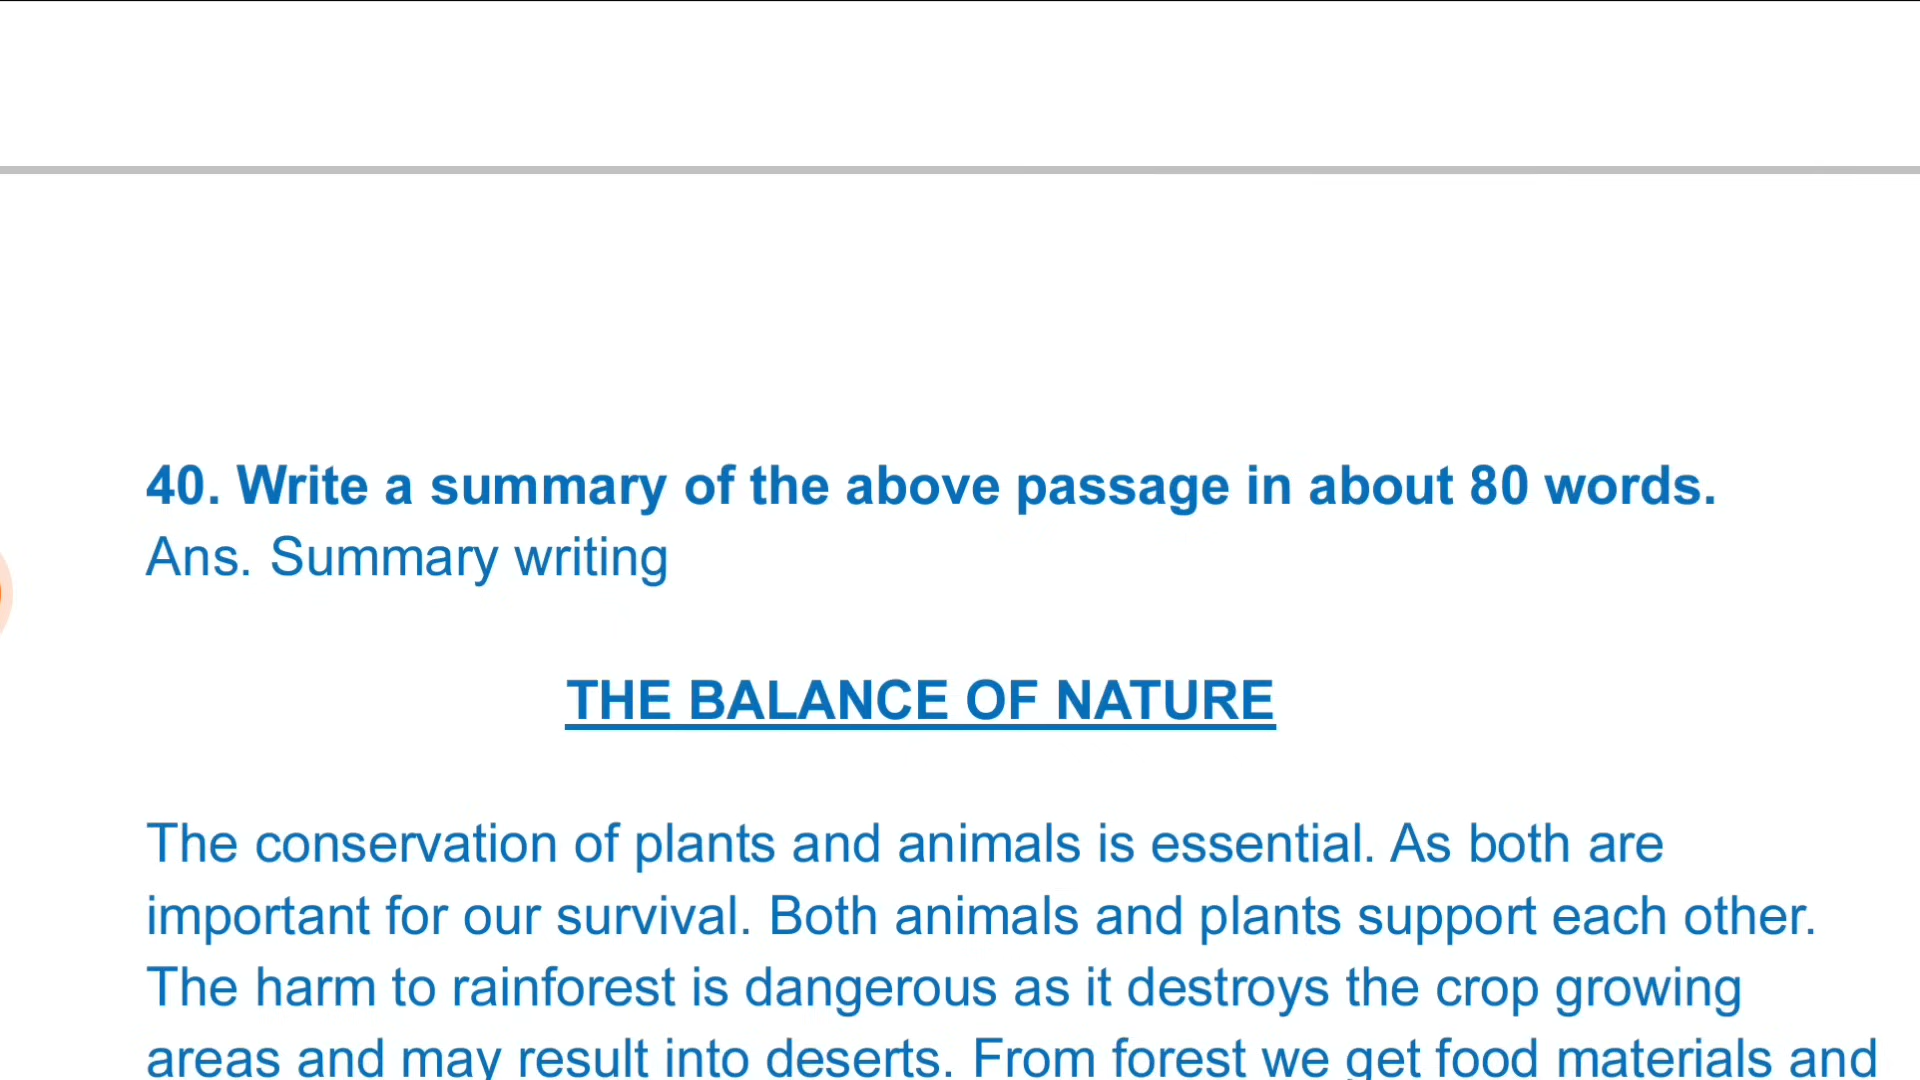 40. Write a summary of the above passage in about 80 words.
Ans. Summary writing
THE BALANCE OF NATURE
The conservation of plants and animals is essential. As both are
important for our survival. Both animals and plants support each other.
The harm to rainforest is dangerous as it destroys the crop growing
areas and may result into deserts. From forest we get food materials and